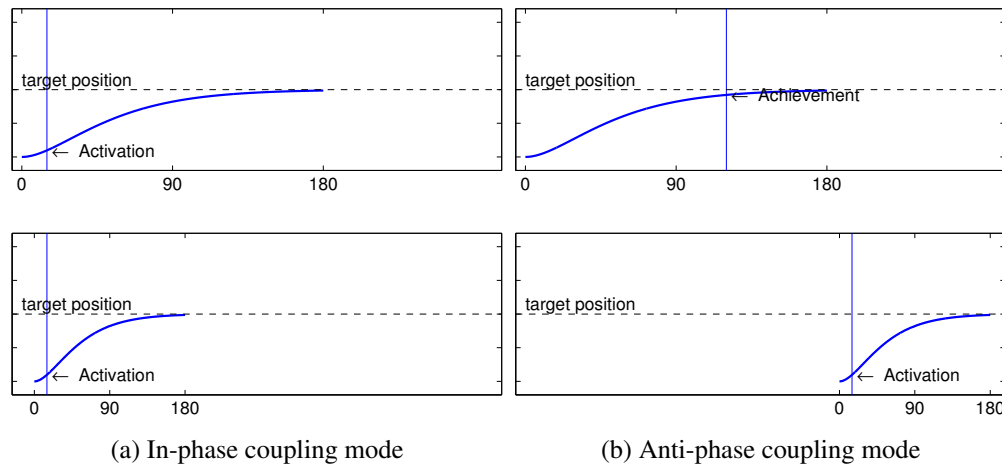 target position
← Activation
0 90 180
target position
← Achievement
0 90 180
target position
← Activation
0 90 180
target position
← Activation
0 90 180
(a) In-phase coupling mode
(b) Anti-phase coupling mode